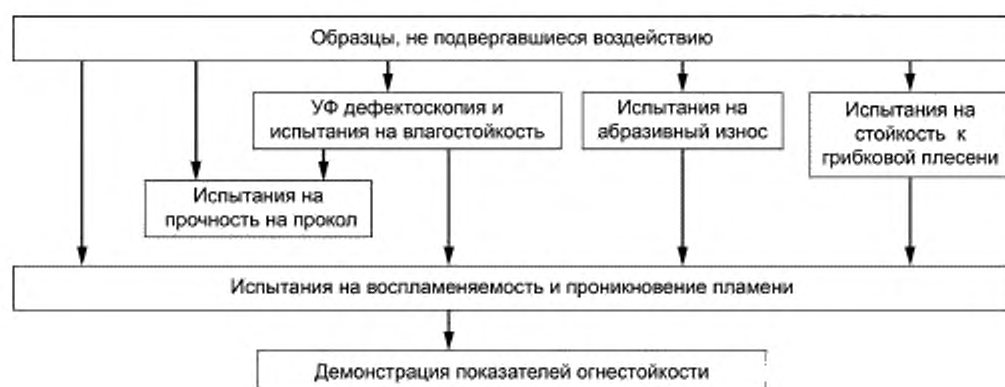 Образцы, не подвергавшиеся воздействию
УФ дефектоскопия и
испытания на влагостойкость
Испытания на
абразивный износ
Испытания на
стойкость к
грибковой плесени
Испытания на
прочность на прокол
Испытания на воспламеняемость и проникновение пламени
Демонстрация показателей огнестойкости